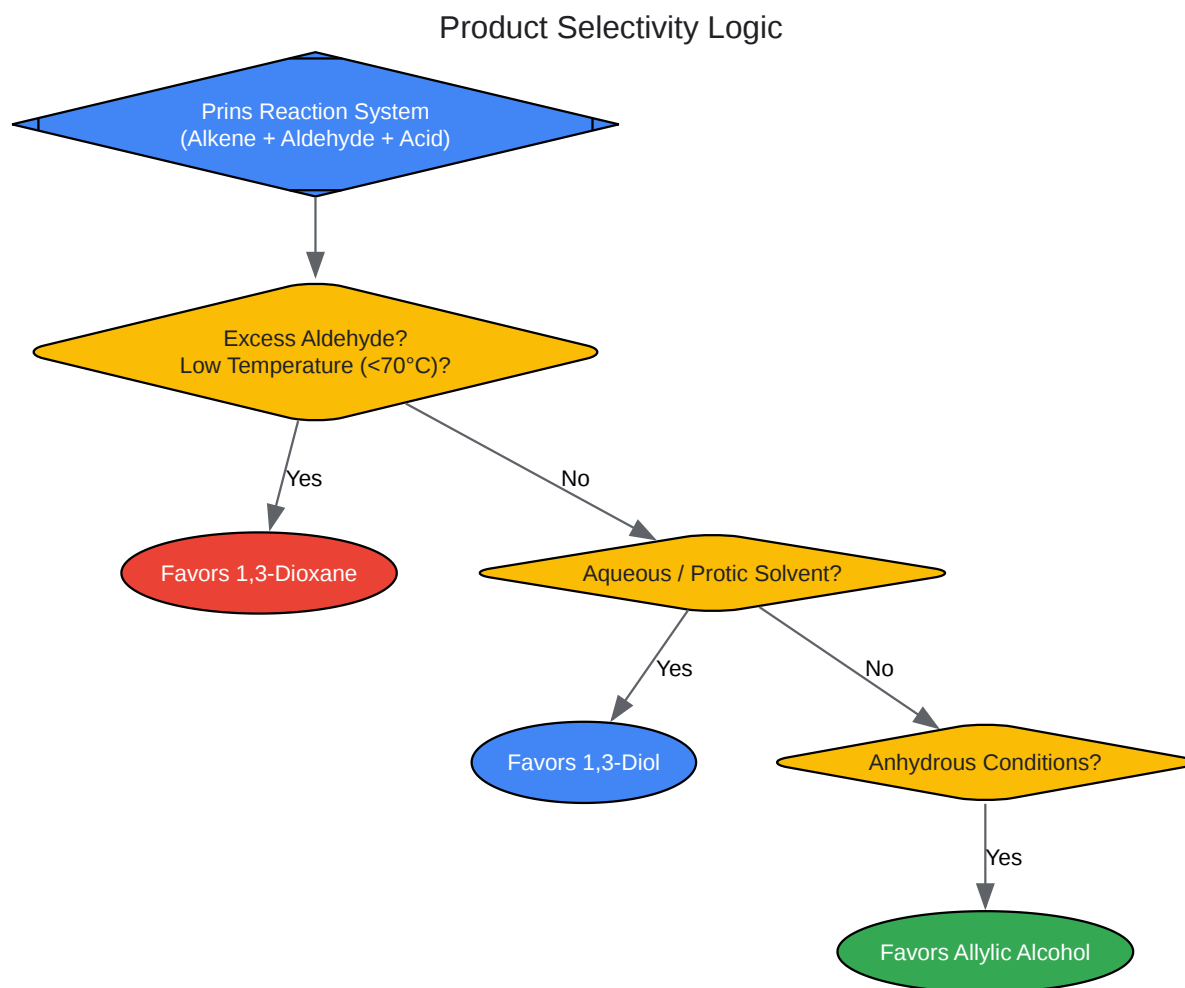 Product Selectivity Logic
Prins Reaction System
(Alkene + Aldehyde + Acid)
Excess Aldehyde?
Low Temperature (<70°C)?
Yes
No
Favors 1,3-Dioxane
Aqueous / Protic Solvent?
Yes
No
Favors 1,3-Diol
Anhydrous Conditions?
Yes
Favors Allylic Alcohol